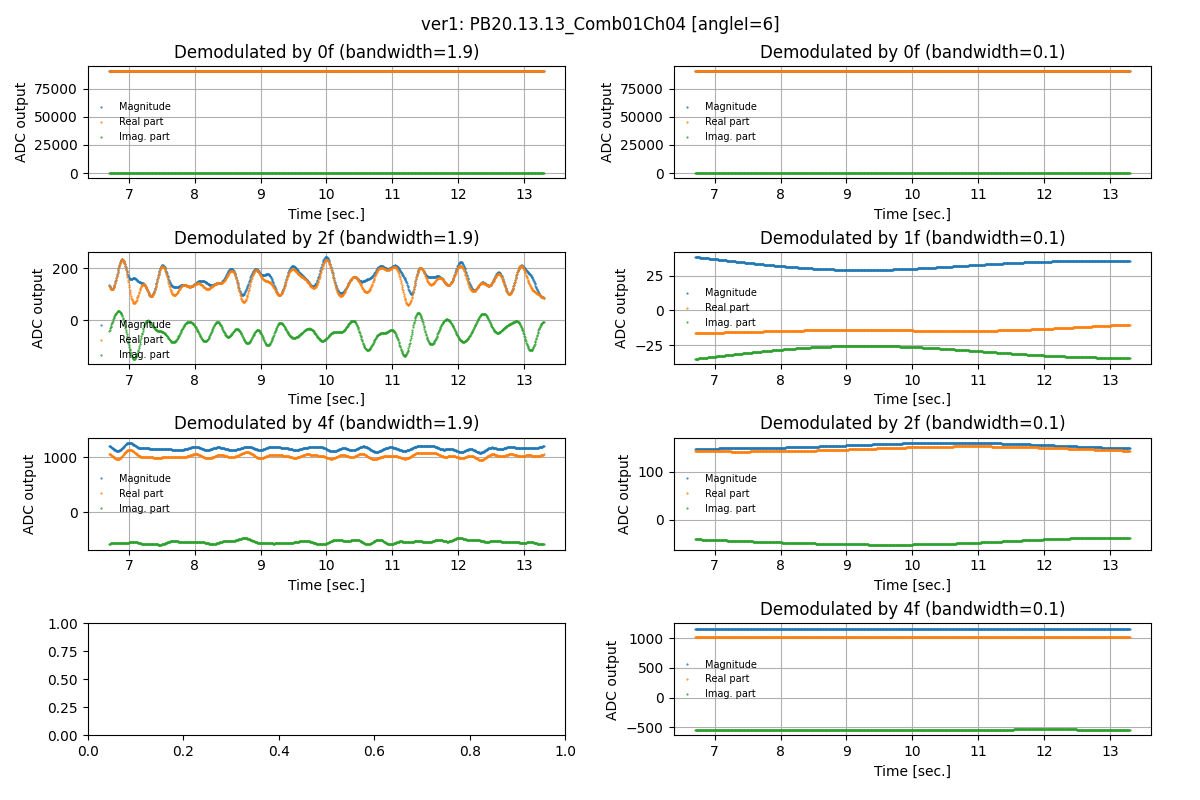 ver1: PB20.13.13_Comb01Ch04 [angleI=6]
Demodulated by 0f (bandwidth=1.9)
ADC output
75000
50000
25000
0
Magnitude
Real part
Imag. part
7 8 9 10 11 12 13
Time [sec.]
Demodulated by 0f (bandwidth=0.1)
ADC output
75000
50000
25000
0
Magnitude
Real part
Imag. part
7 8 9 10 11 12 13
Time [sec.]
Demodulated by 2f (bandwidth=1.9)
ADC output
200
0
Magnitude
Real part
Imag. part
7 8 9 10 11 12 13
Time [sec.]
Demodulated by 1f (bandwidth=0.1)
ADC output
25
0
−25
Magnitude
Real part
Imag. part
7 8 9 10 11 12 13
Time [sec.]
Demodulated by 4f (bandwidth=1.9)
ADC output
1000
0
Magnitude
Real part
Imag. part
7 8 9 10 11 12 13
Time [sec.]
Demodulated by 2f (bandwidth=0.1)
ADC output
100
0
Magnitude
Real part
Imag. part
7 8 9 10 11 12 13
Time [sec.]
1.00
0.75
0.50
0.25
0.00
0.0 0.2 0.4 0.6 0.8 1.0
Demodulated by 4f (bandwidth=0.1)
ADC output
1000
500
0
−500
Magnitude
Real part
Imag. part
7 8 9 10 11 12 13
Time [sec.]